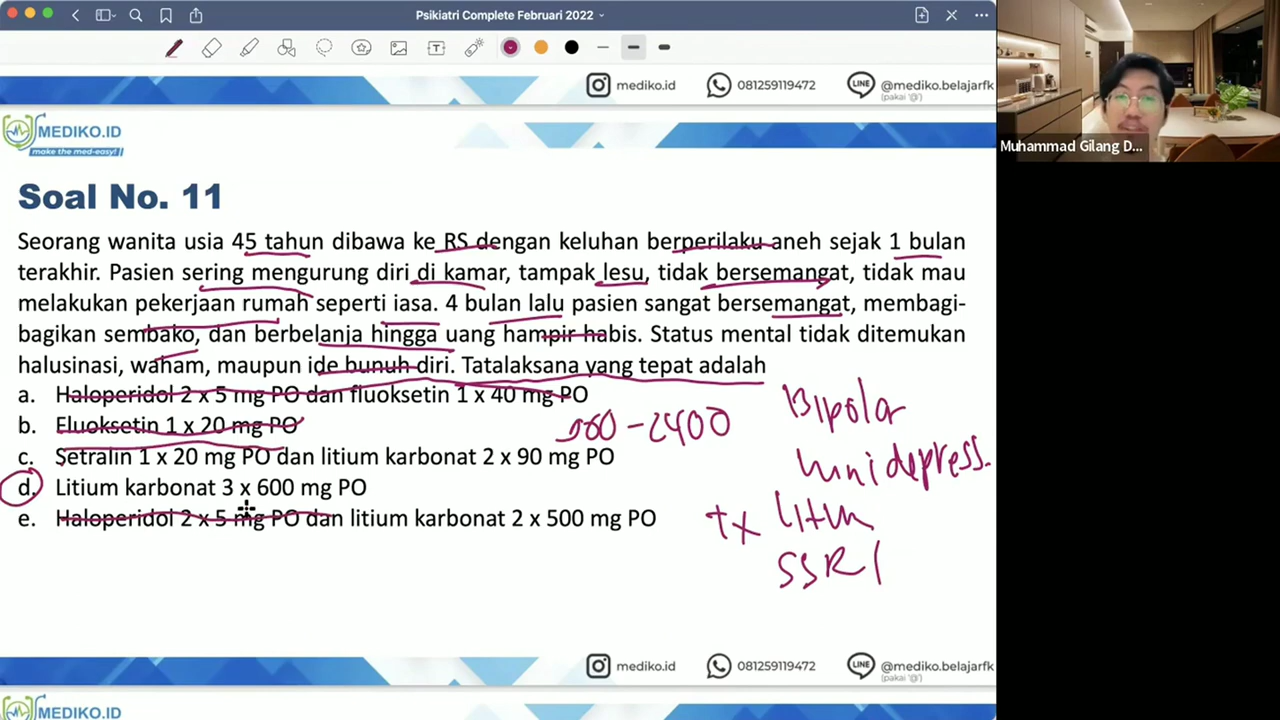 Psikiatri Complete Februari 2022
mediko.id 081259119472 @mediko.belajarfk
(pakai '@')
MEDIKO.ID
make the med-easy!
Muhammad Gilang D...
Soal No. 11
Seorang wanita usia 45 tahun dibawa ke RS dengan keluhan berperilaku aneh sejak 1 bulan
terakhir. Pasien sering mengurung diri di kamar, tampak lesu, tidak bersemangat, tidak mau
melakukan pekerjaan rumah seperti iasa. 4 bulan lalu pasien sangat bersemangat, membagi-
bagikan sembako, dan berbelanja hingga uang hampir habis. Status mental tidak ditemukan
halusinasi, waham, maupun ide bunuh diri. Tatalaksana yang tepat adalah
a. Haloperidol 2 x 5 mg PO dan fluoksetin 1 x 40 mg PO
b. Fluoksetin 1 x 20 mg PO
c. Setralin 1 x 20 mg PO dan litium karbonat 2 x 90 mg PO
d. Litium karbonat 3 x 600 mg PO
e. Haloperidol 2 x 5 mg PO dan litium karbonat 2 x 500 mg PO
-2400
Bipolar
tx
SSRI
mediko.id 081259119472 @mediko.belajarfk
(pakai '@')
MEDIKO.ID